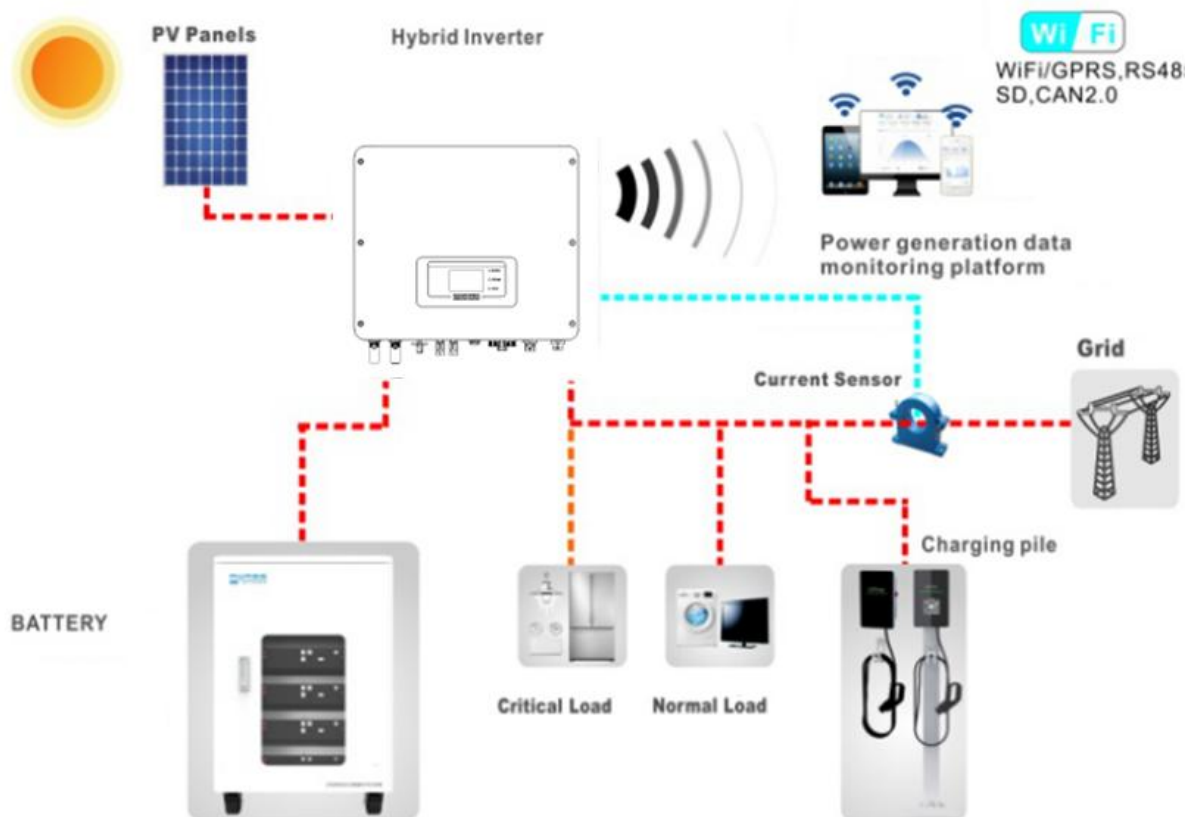 PV Panels
Hybrid Inverter
Wi Fi
WiFi/GPRS,RS48
SD,CAN2.0
Power generation data
monitoring platform
Grid
Current Sensor
Charging pile
BATTERY
Critical Load
Normal Load